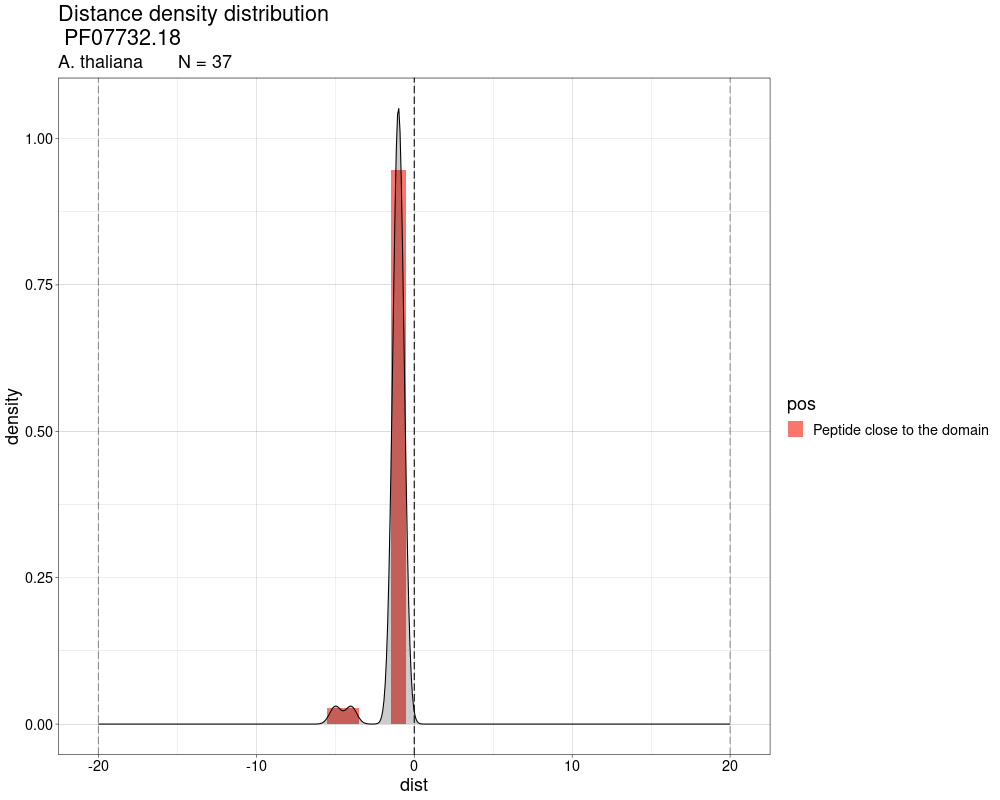 Distance density distribution
PF07732.18
A. thaliana N = 37
1.00
0.75
0.50
0.25
0.00
density
-20 -10 0 10 20
dist
pos
Peptide close to the domain